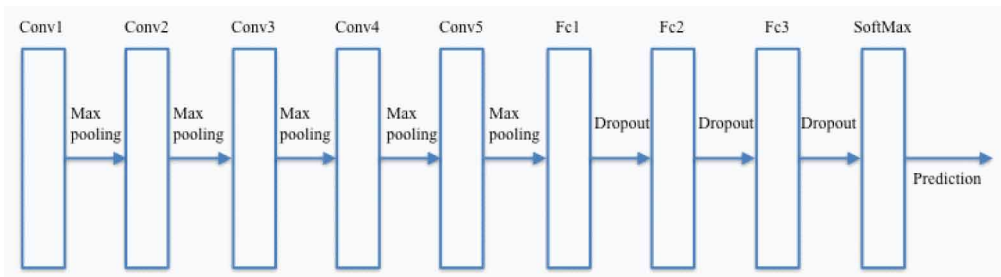 Conv1 Conv2 Conv3 Conv4 Conv5 Fc1 Fc2 Fc3 SoftMax
Max pooling
Max pooling
Max pooling
Max pooling
Max pooling
Dropout
Dropout
Dropout
Prediction